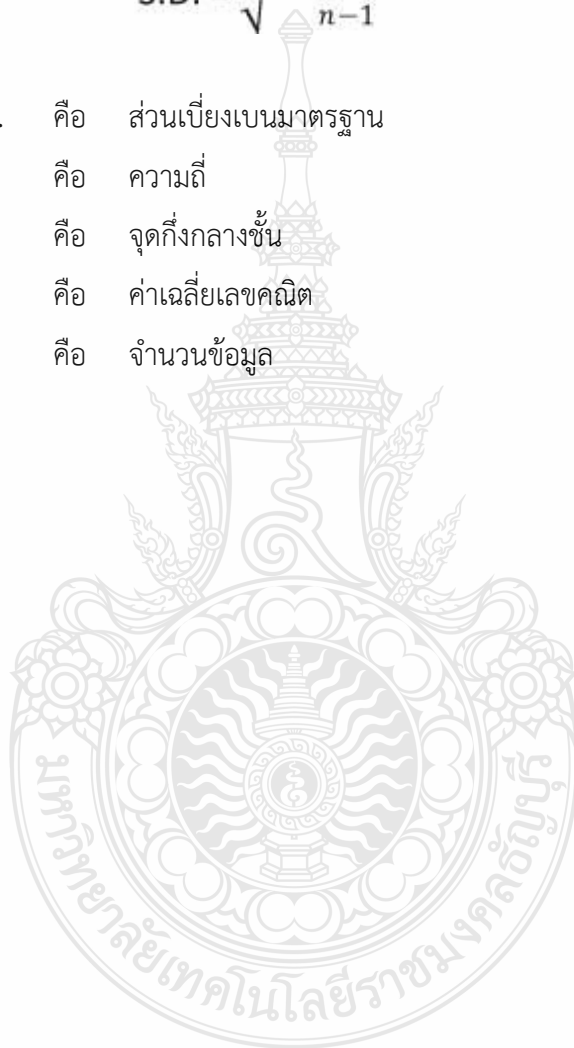 n−1
. คือ ส่วนเบี่ยงเบนมาตรฐาน
คือ ความถี่
คือ จุดกึ่งกลางชั้น
คือ ค่าเฉลี่ยเลขคณิต
คือ จำนวนข้อมูล
มหาวิทยาลัยเทคโนโลยีราชมงคลธัญบุรี